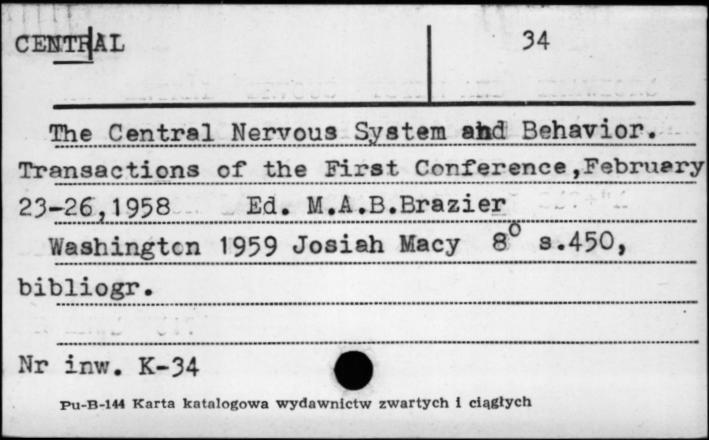 CENTRAL 34
The Central Nervous System and Behavior.
Transactions of the First Conference,February
23-26,1958 Ed. M.A.B.Brazier
Washington 1959 Josiah Macy 8° s.450,
bibliogr.
Nr inw. K-34
Pu-B-144 Karta katalogowa wydawnictw zwartych i ciągłych